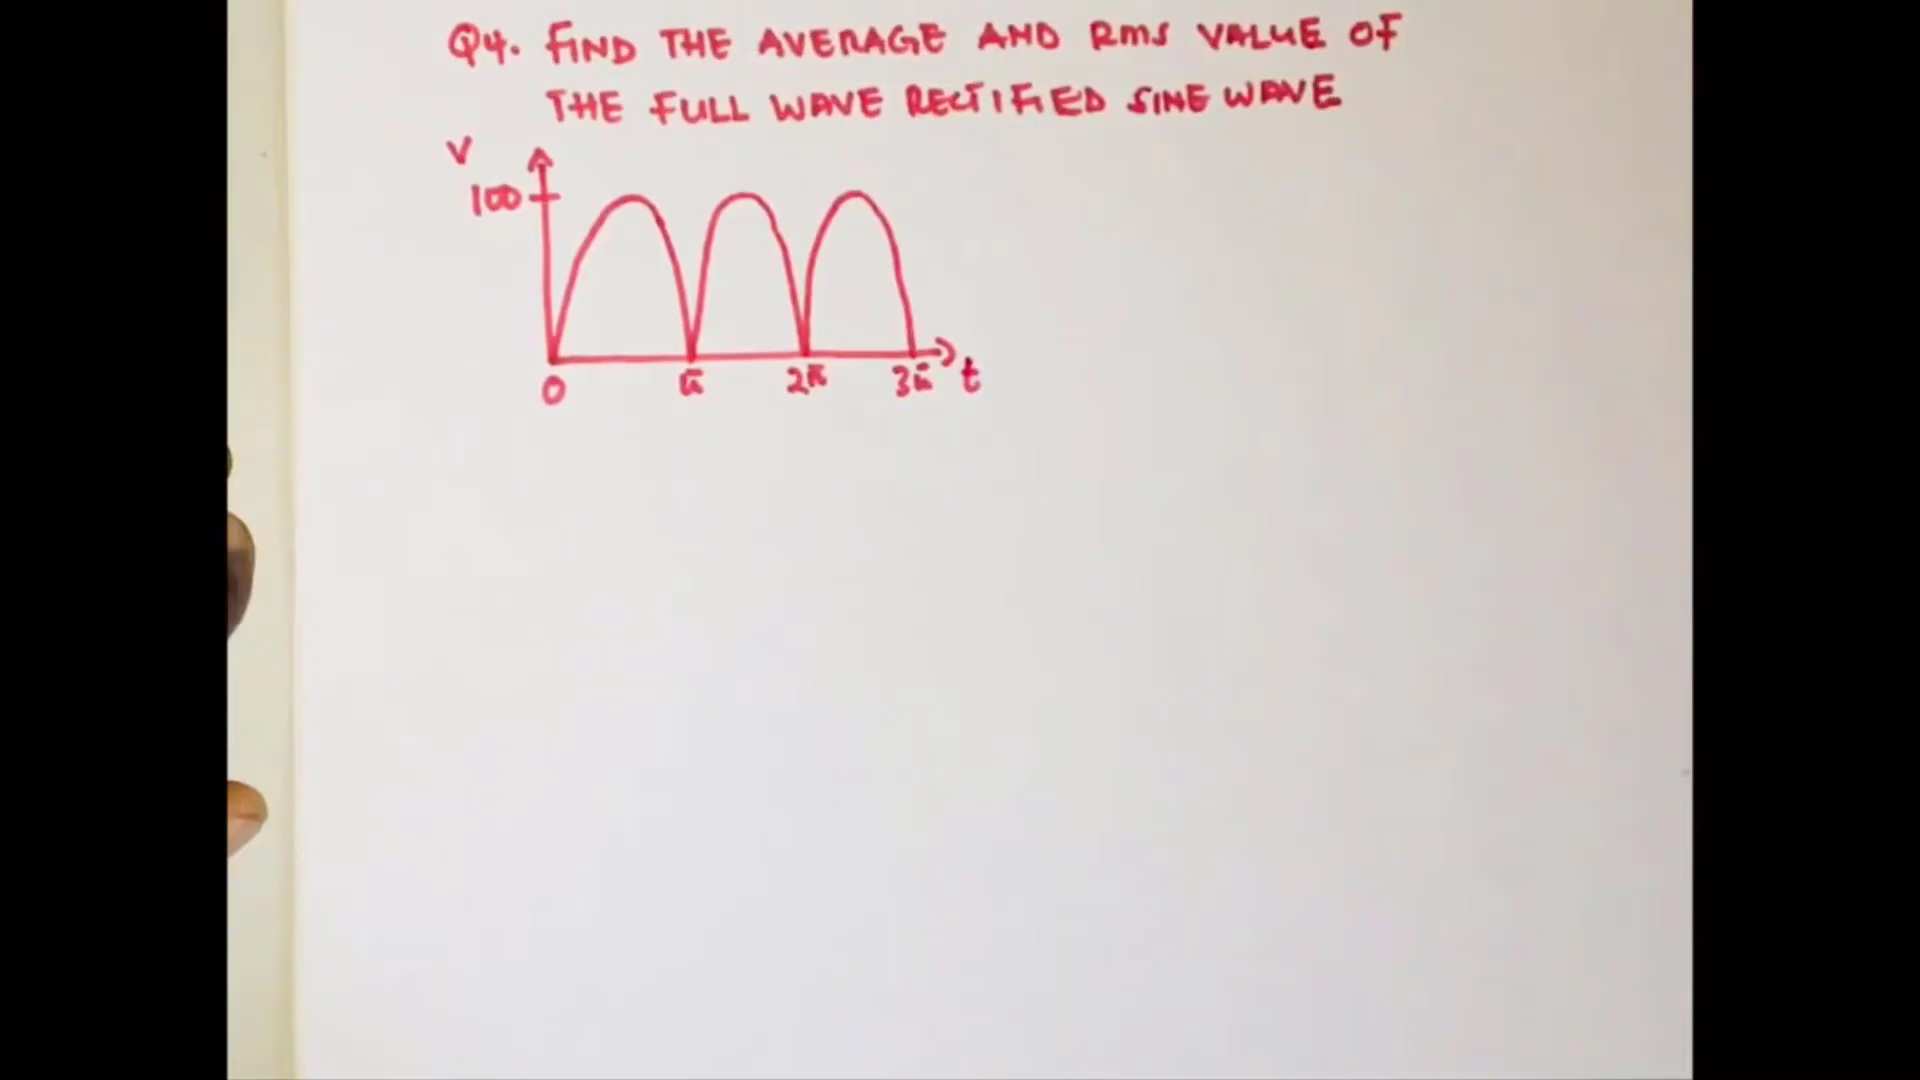 Q4. FIND THE AVERAGE AND RMS VALUE OF
THE FULL WAVE RECTIFIED SINE WAVE
V
100
0 π 2π 3π t